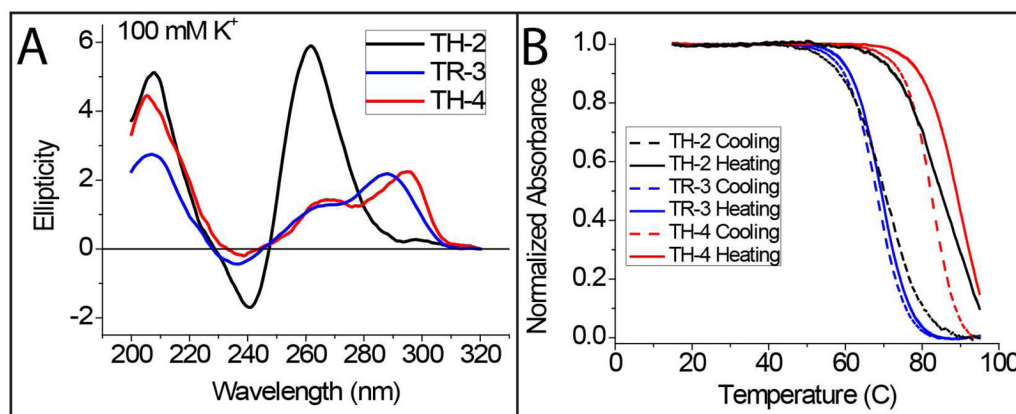 A
100 mM K⁺
TH-2
TR-3
TH-4
6
4
2
0
-2
Ellipticity
200 220 240 260 280 300 320
Wavelength (nm)
B
1.0
0.8
0.6
0.4
0.2
0.0
Normalized Absorbance
TH-2 Cooling
TH-2 Heating
TR-3 Cooling
TR-3 Heating
TH-4 Cooling
TH-4 Heating
0 20 40 60 80 100
Temperature (C)